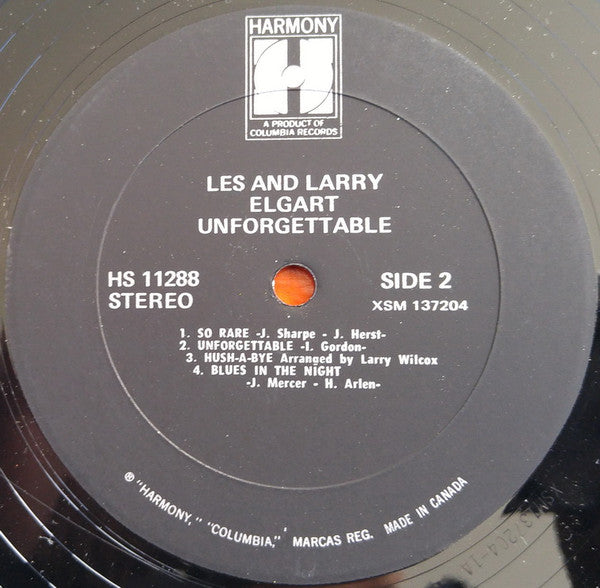 HARMONY
H
A PRODUCT OF
COLUMBIA RECORDS
LES AND LARRY
ELGART
UNFORGETTABLE
HS 11288
STEREO
SIDE 2
XSM 137204
1. SO RARE -J. Sharpe - J. Herst-
2. UNFORGETTABLE -I. Gordon-
3. HUSH-A-BYE Arranged by Larry Wilcox
4. BLUES IN THE NIGHT
-J. Mercer - H. Arlen-
® "HARMONY," "COLUMBIA," MARCAS REG. MADE IN CANADA